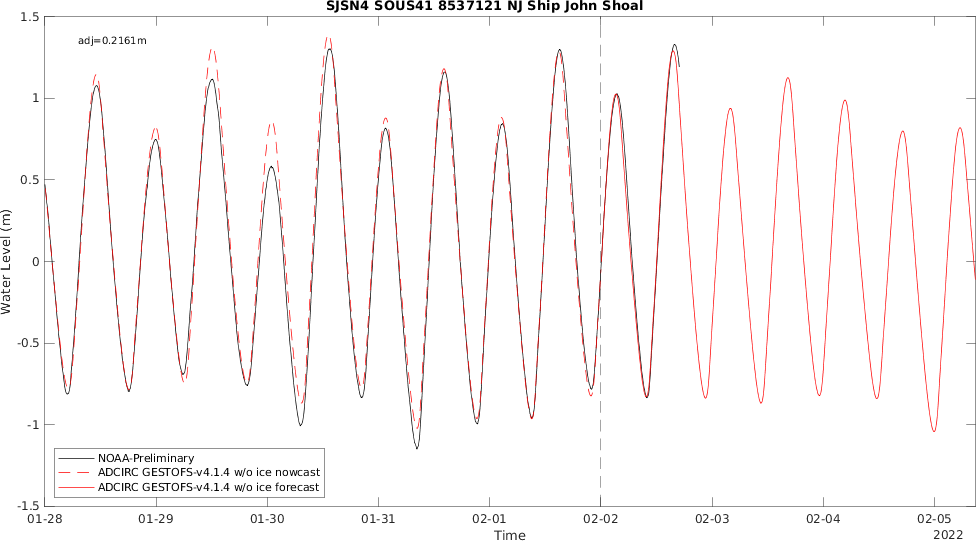 SJSN4 SOUS41 8537121 NJ Ship John Shoal
adj=0.2161m
1.5
1
0.5
0
-0.5
-1
-1.5
Water Level (m)
NOAA-Preliminary
ADCIRC GESTOFS-v4.1.4 w/o ice nowcast
ADCIRC GESTOFS-v4.1.4 w/o ice forecast
01-28 01-29 01-30 01-31 02-01 02-02 02-03 02-04 02-05
Time
2022